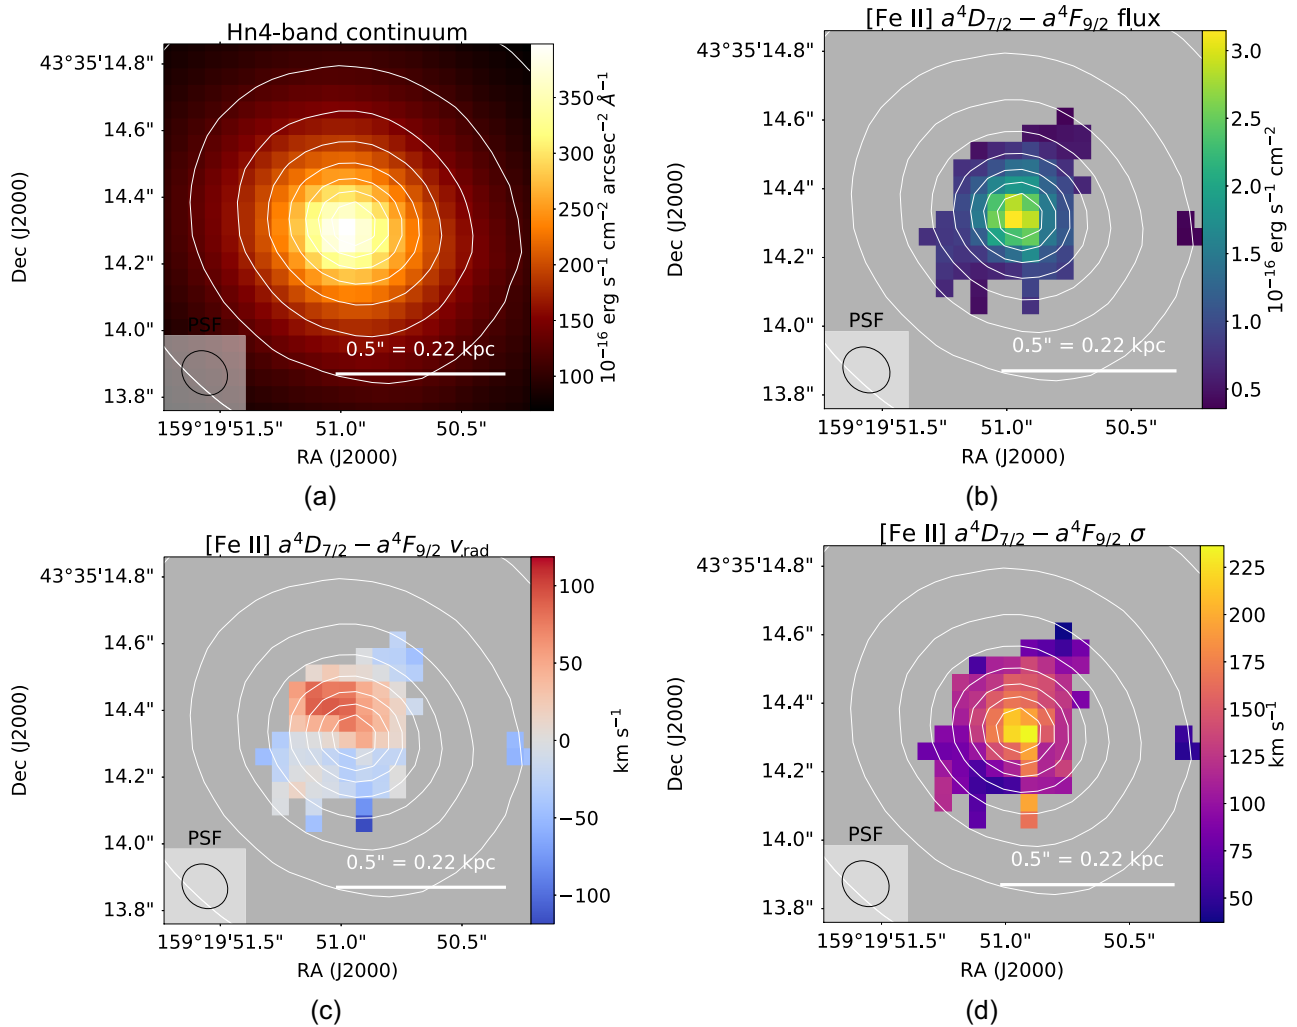 Hn4-band continuum
43°35'14.8"
14.6"
14.4"
14.2"
14.0"
13.8"
Dec (J2000)
PSF
0.5" = 0.22 kpc
159°19'51.5"
51.0"
50.5"
RA (J2000)
350
300
250
200
150
100
10⁻¹⁶ erg s⁻¹ cm⁻² arcsec⁻² Å⁻¹
(a)
[Fe II] a⁴D₇/₂ − a⁴F₉/₂ flux
43°35'14.8"
14.6"
14.4"
14.2"
14.0"
13.8"
Dec (J2000)
PSF
0.5" = 0.22 kpc
159°19'51.5"
51.0"
50.5"
RA (J2000)
3.0
2.5
2.0
1.5
1.0
0.5
10⁻¹⁶ erg s⁻¹ cm⁻²
(b)
[Fe II] a⁴D₇/₂ − a⁴F₉/₂ v_rad
43°35'14.8"
14.6"
14.4"
14.2"
14.0"
13.8"
Dec (J2000)
PSF
0.5" = 0.22 kpc
159°19'51.5"
51.0"
50.5"
RA (J2000)
100
50
0
−50
−100
km s⁻¹
(c)
[Fe II] a⁴D₇/₂ − a⁴F₉/₂ σ
43°35'14.8"
14.6"
14.4"
14.2"
14.0"
13.8"
Dec (J2000)
PSF
0.5" = 0.22 kpc
159°19'51.5"
51.0"
50.5"
RA (J2000)
225
200
175
150
125
100
75
50
km s⁻¹
(d)